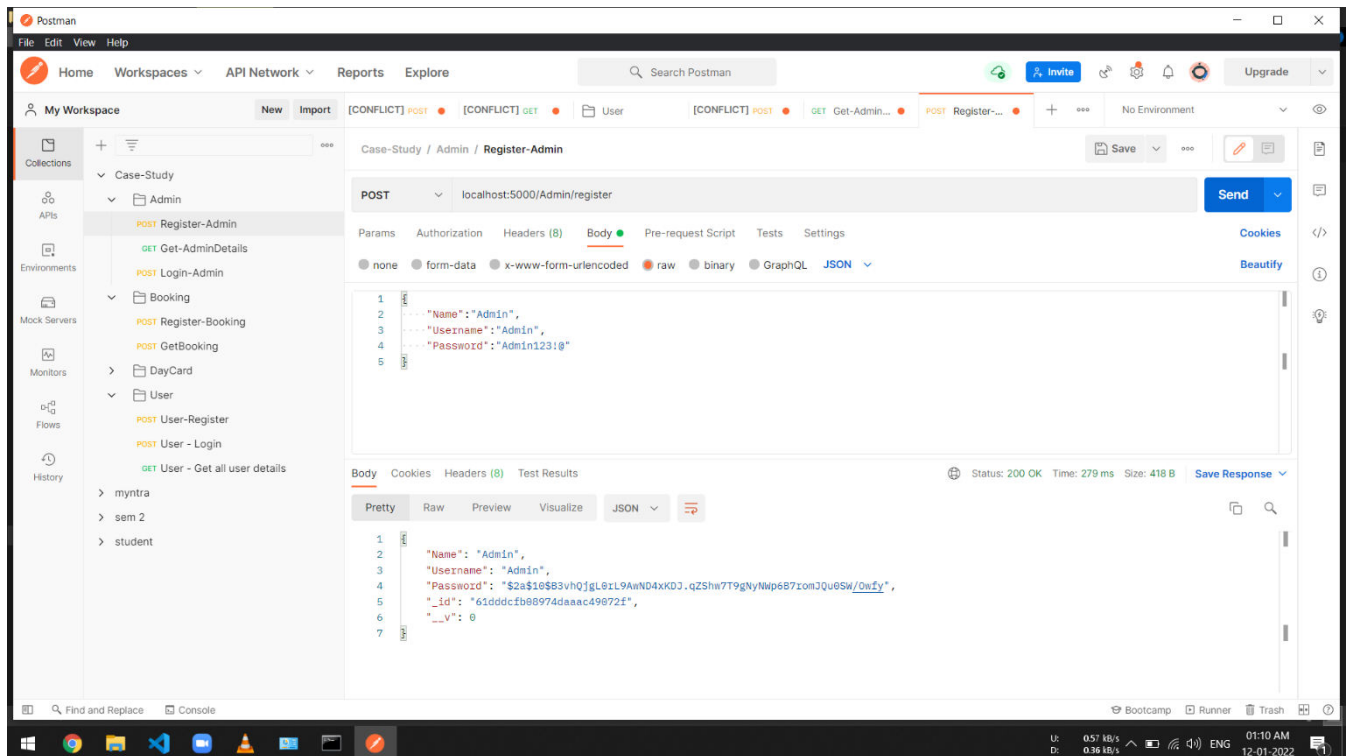 Postman
File Edit View Help
Home Workspaces API Network Reports Explore Search Postman Invite Upgrade
My Workspace New Import [CONFLICT] POST [CONFLICT] GET User [CONFLICT] POST GET Get-Admin... POST Register-... No Environment
Collections
APIs
Environments
Mock Servers
Monitors
Flows
History
Case-Study
Admin
POST Register-Admin
GET Get-AdminDetails
POST Login-Admin
Booking
POST Register-Booking
POST GetBooking
DayCard
User
POST User-Register
POST User - Login
GET User - Get all user details
myntra
sem 2
student
Case-Study / Admin / Register-Admin Save
POST localhost:5000/Admin/register Send
Params Authorization Headers (8) Body Pre-request Script Tests Settings Cookies
none form-data x-www-form-urlencoded raw binary GraphQL JSON Beautify
1 {
2 "Name":"Admin",
3 "Username":"Admin",
4 "Password":"Admin123!@"
5 }
Body Cookies Headers (8) Test Results Status: 200 OK Time: 279 ms Size: 418 B Save Response
Pretty Raw Preview Visualize JSON
1 {
2 "Name": "Admin",
3 "Username": "Admin",
4 "Password": "$2a$10$B3vhQjgL0rL9AwND4xKDJ.qZShw7T9gNyNWp6B7romJQu0SW/Owfy",
5 "_id": "61dddcfb08974daaac49072f",
6 "__v": 0
7 }
Find and Replace Console Bootcamp Runner Trash
U: 0.57 kB/s
D: 0.36 kB/s
ENG
01:10 AM
12-01-2022